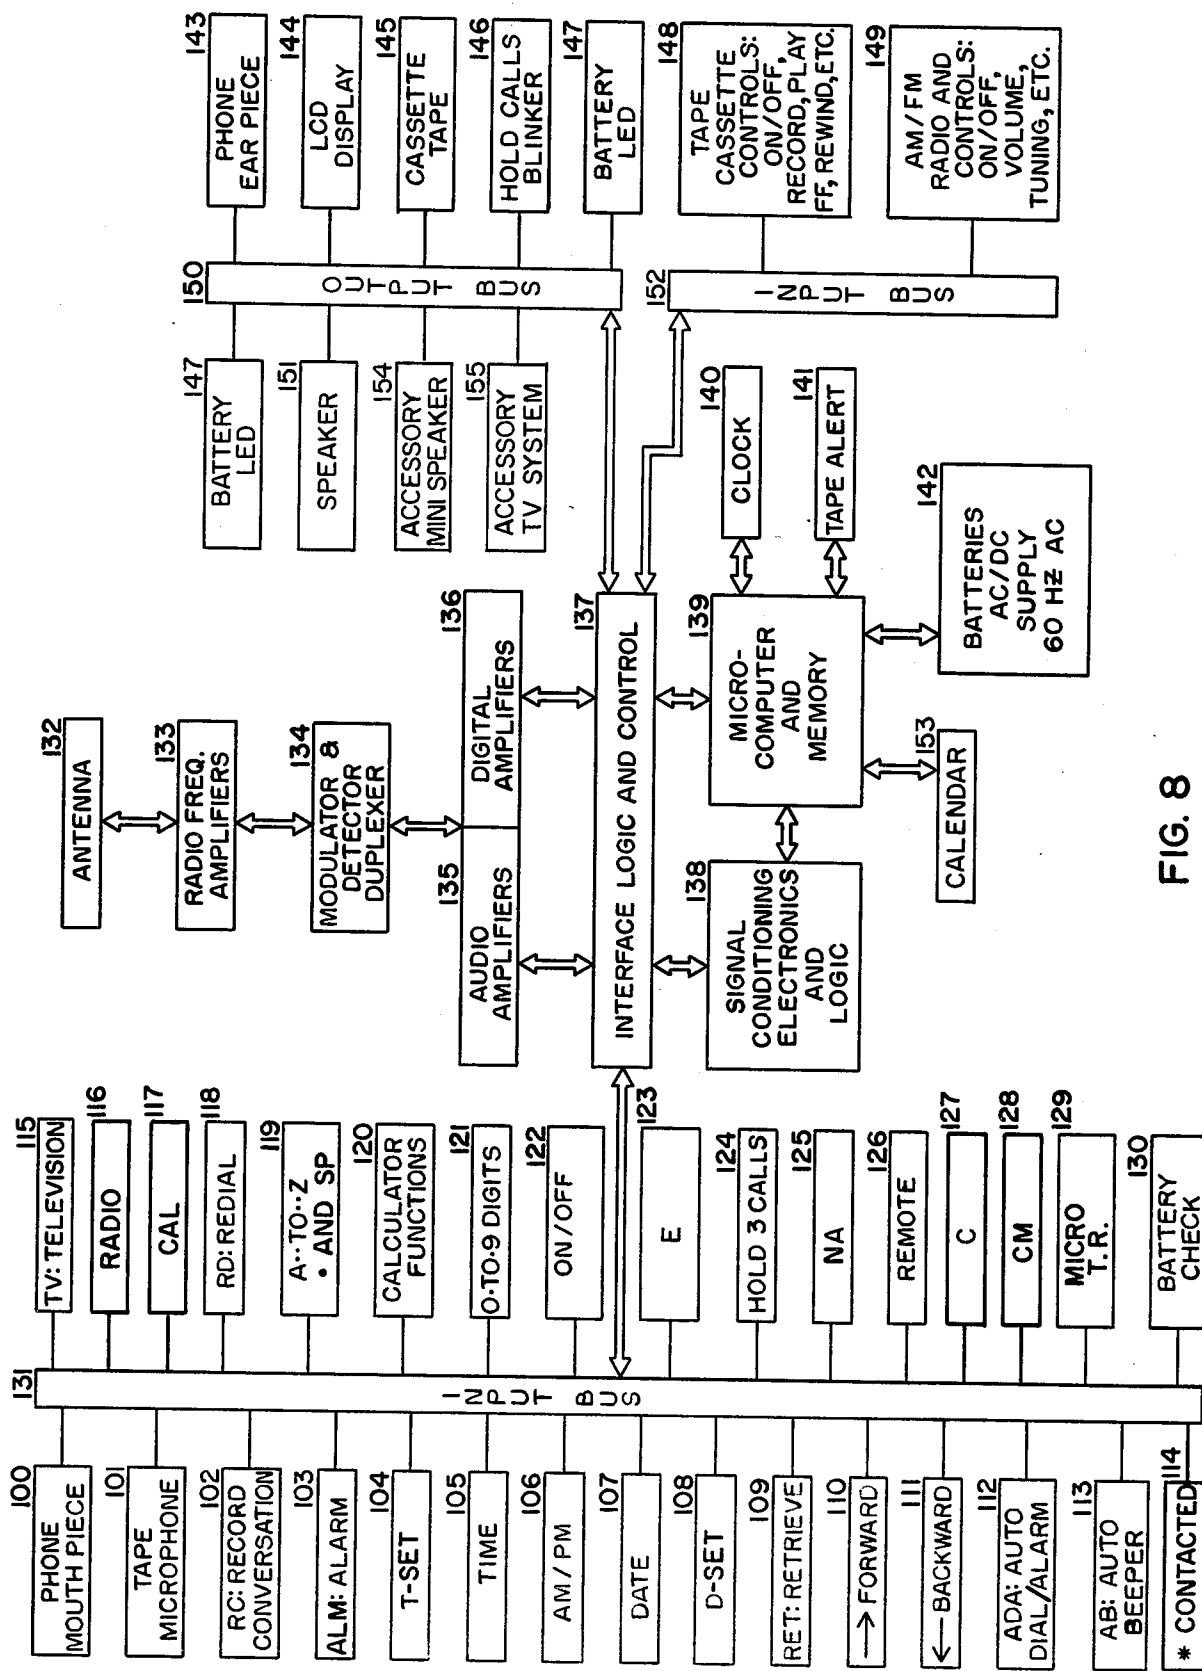 100
PHONE
MOUTH PIECE
101
TAPE
MICROPHONE
102
RC: RECORD
CONVERSATION
103
ALM: ALARM
104
T-SET
105
TIME
106
AM/PM
107
DATE
108
D-SET
109
RET: RETRIEVE
110
→ FORWARD
111
← BACKWARD
112
ADA: AUTO
DIAL/ALARM
113
AB: AUTO
BEEPER
114
* CONTACTED
131
INPUT BUS
115
TV: TELEVISION
116
RADIO
117
CAL
118
RD: REDIAL
119
A··TO··Z
• AND SP
120
CALCULATOR
FUNCTIONS
121
0·TO·9 DIGITS
122
ON/OFF
123
E
124
HOLD 3 CALLS
125
NA
126
REMOTE
127
C
128
CM
129
MICRO
T.R.
130
BATTERY
CHECK
132
ANTENNA
133
RADIO FREQ.
AMPLIFIERS
134
MODULATOR &
DETECTOR
DUPLEXER
135
AUDIO
AMPLIFIERS
136
DIGITAL
AMPLIFIERS
137
INTERFACE LOGIC AND CONTROL
138
SIGNAL
CONDITIONING
ELECTRONICS
AND
LOGIC
139
MICRO-
COMPUTER
AND
MEMORY
140
CLOCK
141
TAPE ALERT
142
BATTERIES
AC/DC
SUPPLY
60 HZ AC
153
CALENDAR
147
BATTERY
LED
151
SPEAKER
154
ACCESSORY
MINI SPEAKER
155
ACCESSORY
TV SYSTEM
150
OUTPUT BUS
143
PHONE
EAR PIECE
144
LCD
DISPLAY
145
CASSETTE
TAPE
146
HOLD CALLS
BLINKER
147
BATTERY
LED
152
INPUT BUS
148
TAPE
CASSETTE
CONTROLS:
ON/OFF,
RECORD, PLAY
FF, REWIND, ETC.
149
AM/FM
RADIO AND
CONTROLS:
ON/OFF,
VOLUME,
TUNING, ETC.
FIG. 8